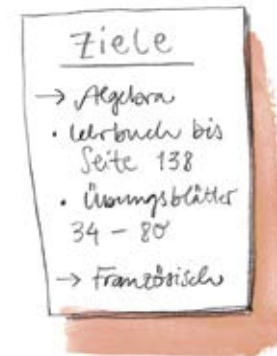 Ziele
→ Algebra
• Lehrbuch bis
Seite 138
• Übungsblätter
34 – 80
→ Französisch